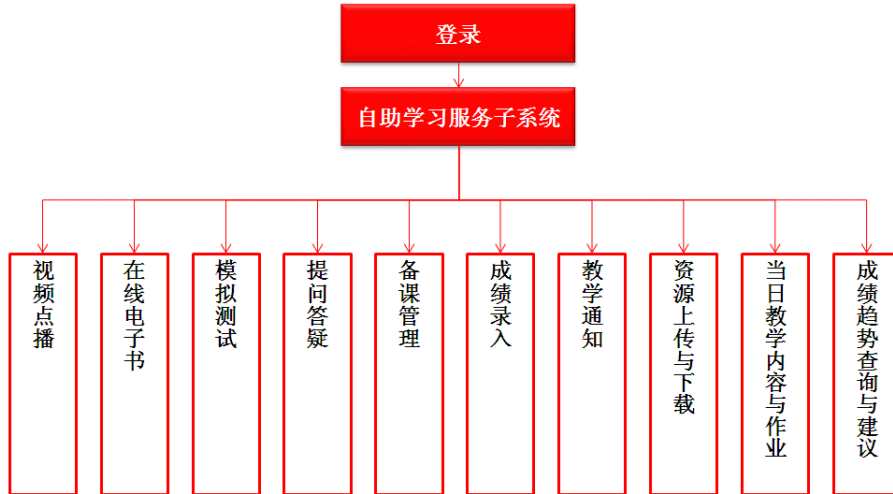 登录
自助学习服务子系统
视频点播
在线电子书
模拟测试
提问答疑
备课管理
成绩录入
教学通知
资源上传与下载
当日教学内容与作业
成绩趋势查询与建议